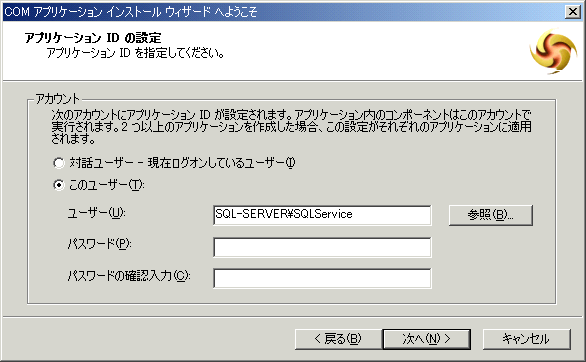 COM アプリケーション インストール ウィザード へようこそ
アプリケーション ID の設定
アプリケーション ID を指定してください。
アカウント
次のアカウントにアプリケーション ID が設定されます。アプリケーション内のコンポーネントはこのアカウントで
実行されます。2 つ以上のアプリケーションを作成した場合、この設定がそれぞれのアプリケーションに適用
されます。
対話ユーザー - 現在ログオンしているユーザー(I)
このユーザー(T):
ユーザー(U): SQL-SERVER¥SQLService 参照(B)...
パスワード(P):
パスワードの確認入力(C):
< 戻る(B) 次へ(N) > キャンセル